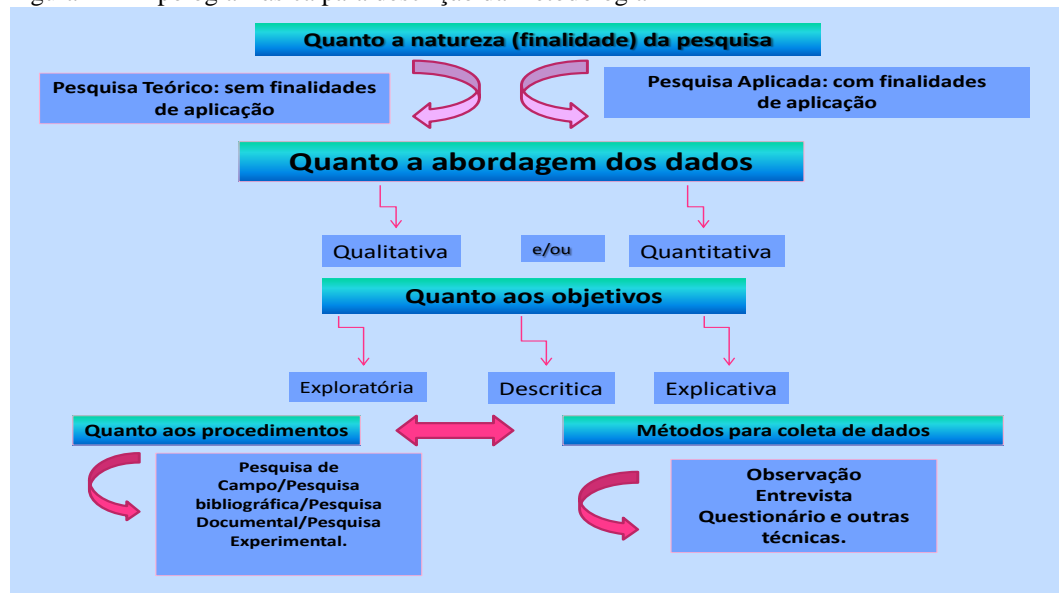 Quanto a natureza (finalidade) da pesquisa
Pesquisa Teórico: sem finalidades
de aplicação
Pesquisa Aplicada: com finalidades
de aplicação
Quanto a abordagem dos dados
Qualitativa
e/ou
Quantitativa
Quanto aos objetivos
Exploratória
Descritica
Explicativa
Quanto aos procedimentos
Métodos para coleta de dados
Pesquisa de
Campo/Pesquisa
bibliográfica/Pesquisa
Documental/Pesquisa
Experimental.
Observação
Entrevista
Questionário e outras
técnicas.